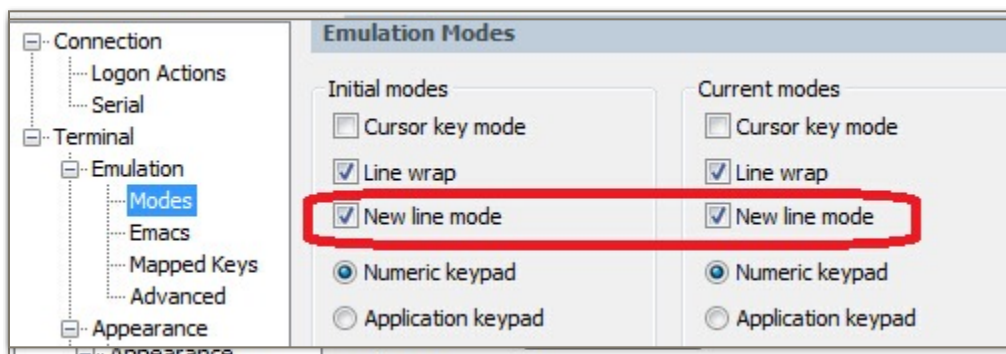 Connection
Logon Actions
Serial
Terminal
Emulation
Modes
Emacs
Mapped Keys
Advanced
Appearance
Appearance
Emulation Modes
Initial modes
Cursor key mode
Line wrap
New line mode
Numeric keypad
Application keypad
Current modes
Cursor key mode
Line wrap
New line mode
Numeric keypad
Application keypad